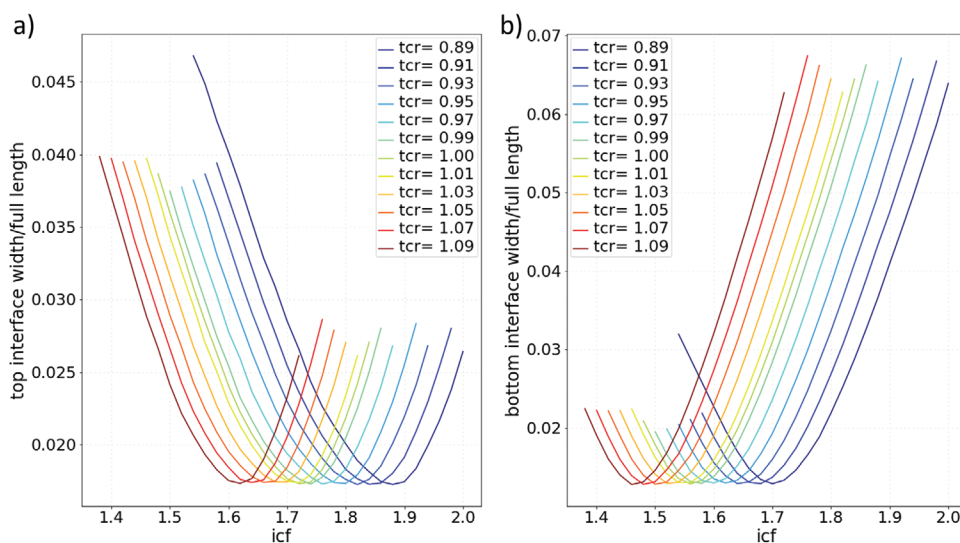 a)
tcr= 0.89
tcr= 0.91
tcr= 0.93
tcr= 0.95
tcr= 0.97
tcr= 0.99
tcr= 1.00
tcr= 1.01
tcr= 1.03
tcr= 1.05
tcr= 1.07
tcr= 1.09
0.045
0.040
0.035
0.030
0.025
0.020
top interface width/full length
1.4 1.5 1.6 1.7 1.8 1.9 2.0
icf
b)
tcr= 0.89
tcr= 0.91
tcr= 0.93
tcr= 0.95
tcr= 0.97
tcr= 0.99
tcr= 1.00
tcr= 1.01
tcr= 1.03
tcr= 1.05
tcr= 1.07
tcr= 1.09
0.07
0.06
0.05
0.04
0.03
0.02
bottom interface width/full length
1.4 1.5 1.6 1.7 1.8 1.9 2.0
icf